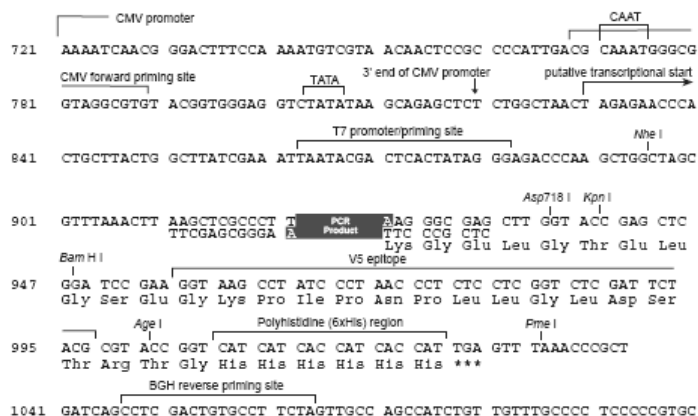 CMV promoter CAAT
721 AAAATCAACG GGACTTTCCA AAATGTCGTA ACAACTCCGC CCCATTGACG CAAATGGGCG
CMV forward priming site TATA 3' end of CMV promoter putative transcriptional start
781 GTAGGCGTGT ACGGTGGGAG GTCTATATAA GCAGAGCTCT CTGGCTAACT AGAGAACCCA
T7 promoter/priming site Nhe I
841 CTGCTTACTG GCTTATCGAA ATTAATACGA CTCACTATAGG GAGACCCAA GCTGGCTAGC
Asp718 I Kpn I
901 GTTTAAACTT AAGCTCGCCCT T PCR Product AAG GGC GAG CTT GGT ACC GAG CTC
TTCGAGCGGGA A TTC CCG CTC
Lys Gly Glu Leu Gly Thr Glu Leu
Bam H I V5 epitope
947 GGA TCC GAA GGT AAG CCT ATC CCT AAC CCT CTC CTC GGT CTC GAT TCT
Gly Ser Glu Gly Lys Pro Ile Pro Asn Pro Leu Leu Gly Leu Asp Ser
Age I Polyhistidine (6xHis) region Pme I
995 ACG CGT ACC GGT CAT CAT CAC CAT CAC CAT TGA GTT TAAACCCGCT
Thr Arg Thr Gly His His His His His His ***
BGH reverse priming site
1041 GATCAGCCTC GACTGTGCCT TCTAGTTGCC AGCCATCTGT TGTTTGCCCC TCCCCCGTGC